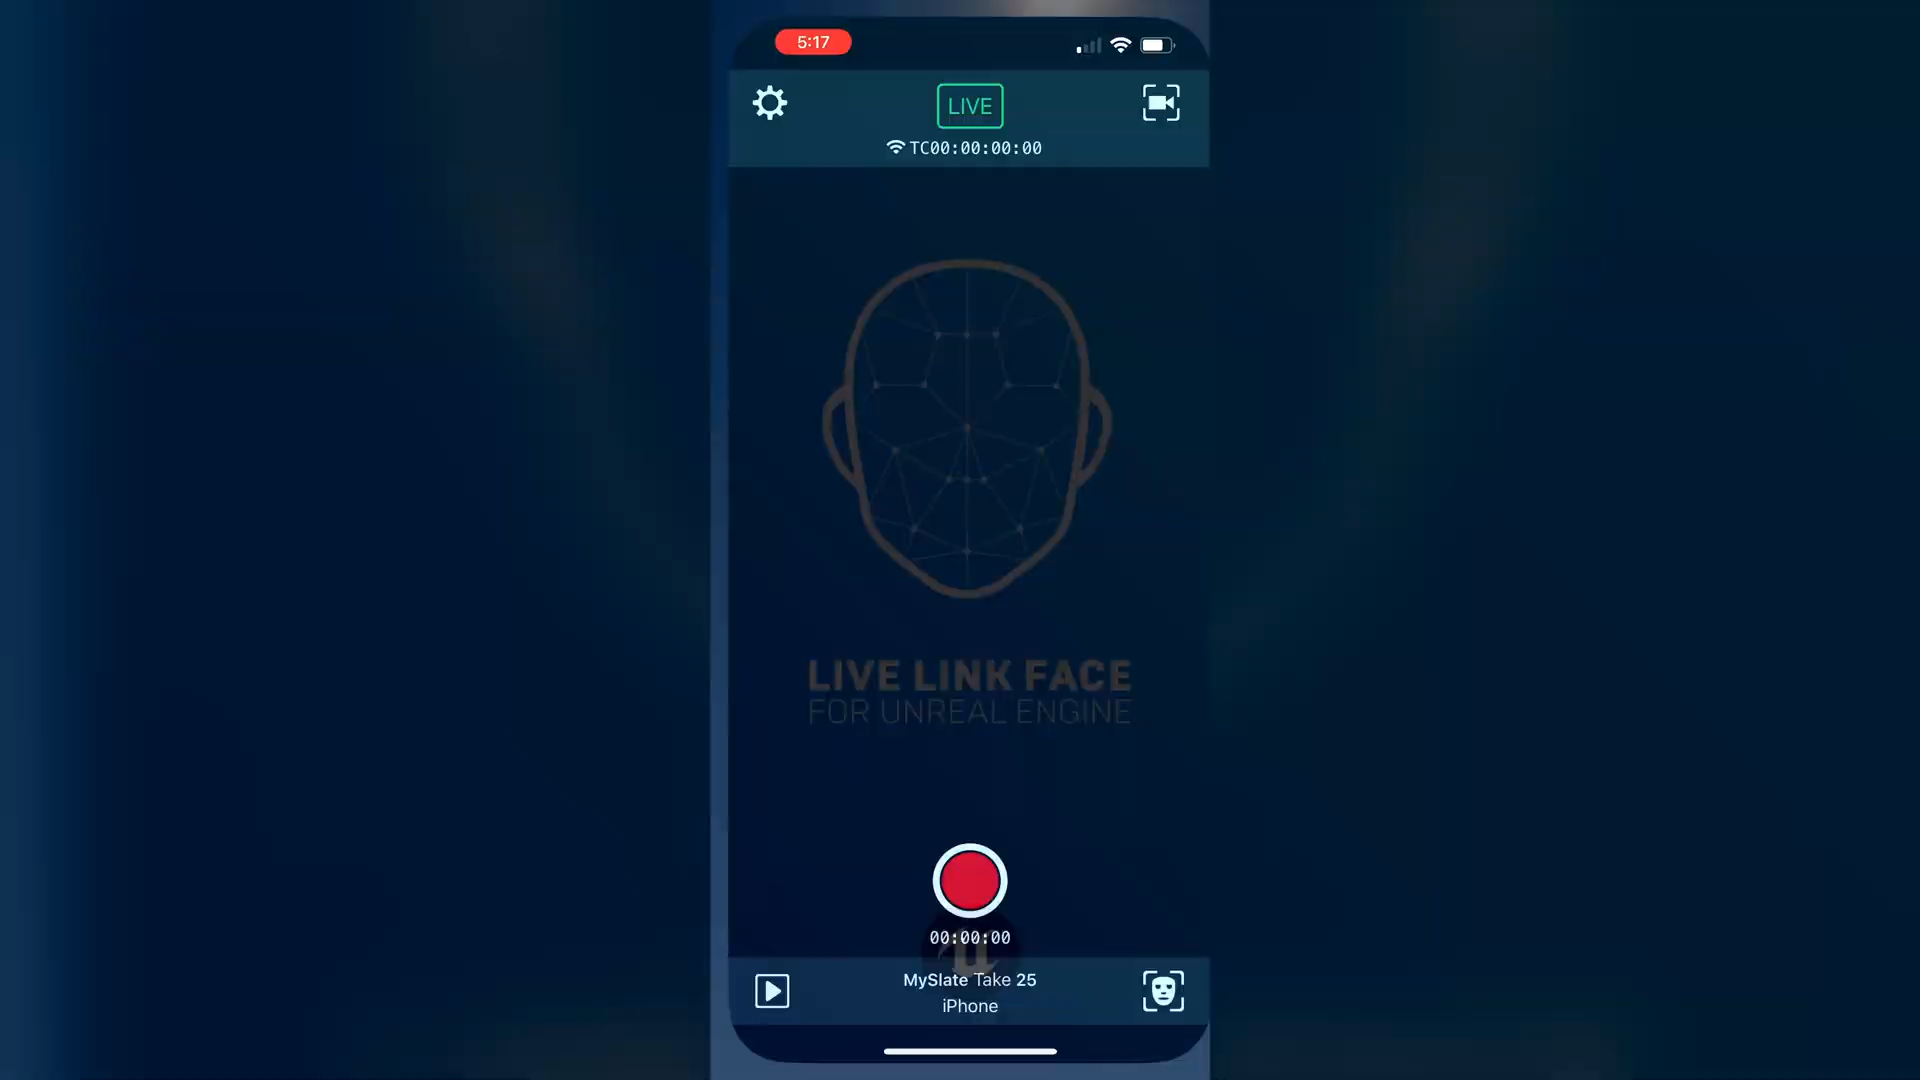 5:17
LIVE
TC00:00:00:00
LIVE LINK FACE
FOR UNREAL ENGINE
00:00:00
MySlate Take 25
iPhone